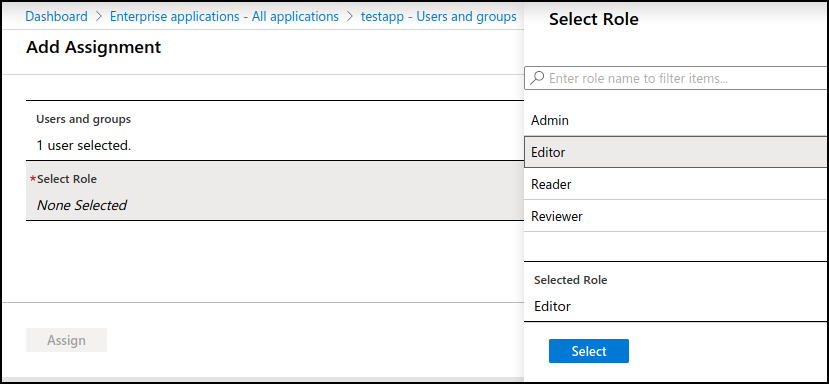 Dashboard > Enterprise applications - All applications > testapp - Users and groups
Add Assignment
Users and groups
1 user selected.
*Select Role
None Selected
Assign
Select Role
Enter role name to filter items...
Admin
Editor
Reader
Reviewer
Selected Role
Editor
Select